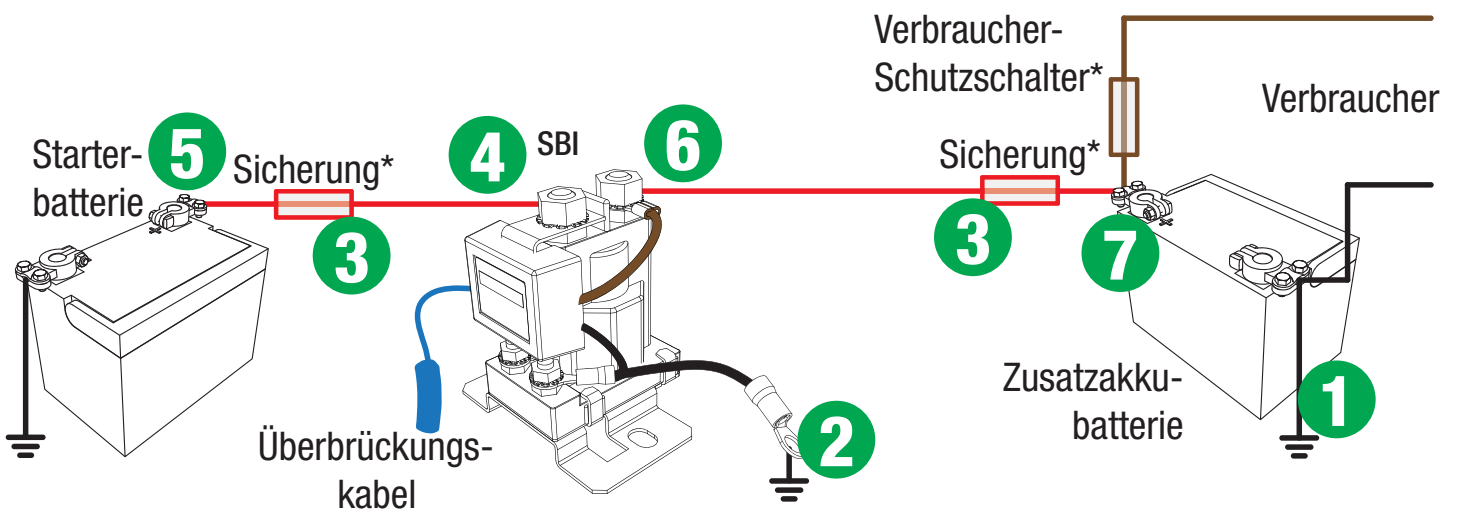 Verbraucher-
Schutzschalter*
Verbraucher
Starter-
batterie
5
Sicherung*
3
4
SBI
6
Sicherung*
3
7
Überbrückungs-
kabel
2
Zusatzakku-
batterie
1
+
+